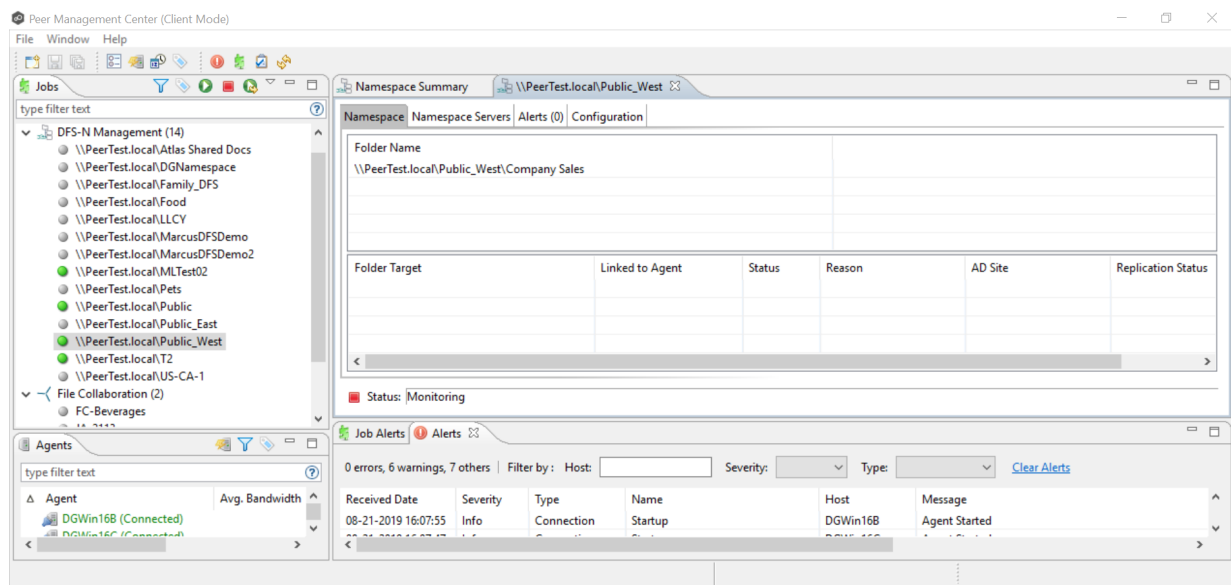 Peer Management Center (Client Mode)
File Window Help
Jobs
type filter text
DFS-N Management (14)
\\PeerTest.local\Atlas Shared Docs
\\PeerTest.local\DGNamespace
\\PeerTest.local\Family_DFS
\\PeerTest.local\Food
\\PeerTest.local\LLCY
\\PeerTest.local\MarcusDFSDemo
\\PeerTest.local\MarcusDFSDemo2
\\PeerTest.local\MLTest02
\\PeerTest.local\Pets
\\PeerTest.local\Public
\\PeerTest.local\Public_East
\\PeerTest.local\Public_West
\\PeerTest.local\T2
\\PeerTest.local\US-CA-1
File Collaboration (2)
FC-Beverages
Agents
type filter text
Agent Avg. Bandwidth
DGWin16B (Connected)
DGWin16C (Connected)
Namespace Summary \\PeerTest.local\Public_West
Namespace Namespace Servers Alerts (0) Configuration
Folder Name
\\PeerTest.local\Public_West\Company Sales
Folder Target Linked to Agent Status Reason AD Site Replication Status
Status: Monitoring
Job Alerts Alerts
0 errors, 6 warnings, 7 others Filter by : Host: Severity: Type: Clear Alerts
Received Date Severity Type Name Host Message
08-21-2019 16:07:55 Info Connection Startup DGWin16B Agent Started